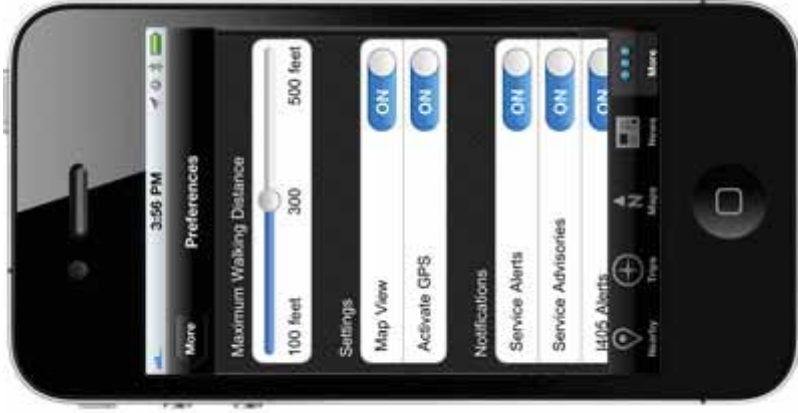 3:56 PM
More
Preferences
Maximum Walking Distance
100 feet 300 500 feet
Settings
Map View ON
Activate GPS ON
Notifications
Service Alerts ON
Service Advisories ON
I405 Alerts ON
Nearby Trips Maps News More